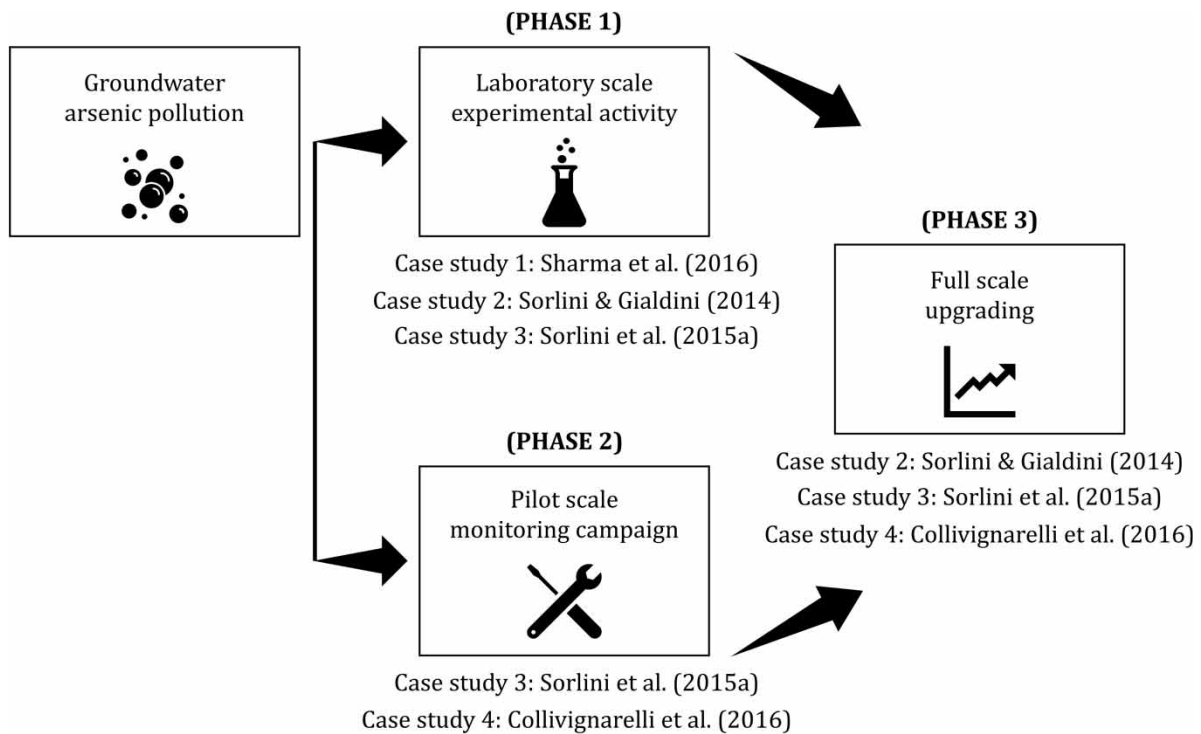 Groundwater
arsenic pollution
(PHASE 1)
Laboratory scale
experimental activity
Case study 1: Sharma et al. (2016)
Case study 2: Sorlini & Gialdini (2014)
Case study 3: Sorlini et al. (2015a)
(PHASE 2)
Pilot scale
monitoring campaign
Case study 3: Sorlini et al. (2015a)
Case study 4: Collivignarelli et al. (2016)
(PHASE 3)
Full scale
upgrading
Case study 2: Sorlini & Gialdini (2014)
Case study 3: Sorlini et al. (2015a)
Case study 4: Collivignarelli et al. (2016)